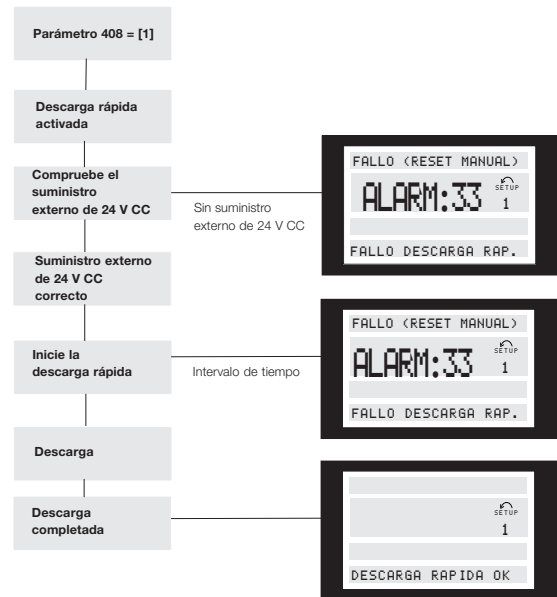 Parámetro 408 = [1]
Descarga rápida
activada
Compruebe el
suministro
externo de 24 V CC
Sin suministro
externo de 24 V CC
FALLO (RESET MANUAL)
ALARM:33
SETUP
1
FALLO DESCARGA RAP.
Suministro externo
de 24 V CC
correcto
Inicie la
descarga rápida
Intervalo de tiempo
FALLO (RESET MANUAL)
ALARM:33
SETUP
1
FALLO DESCARGA RAP.
Descarga
Descarga
completada
SETUP
1
DESCARGA RAPIDA OK